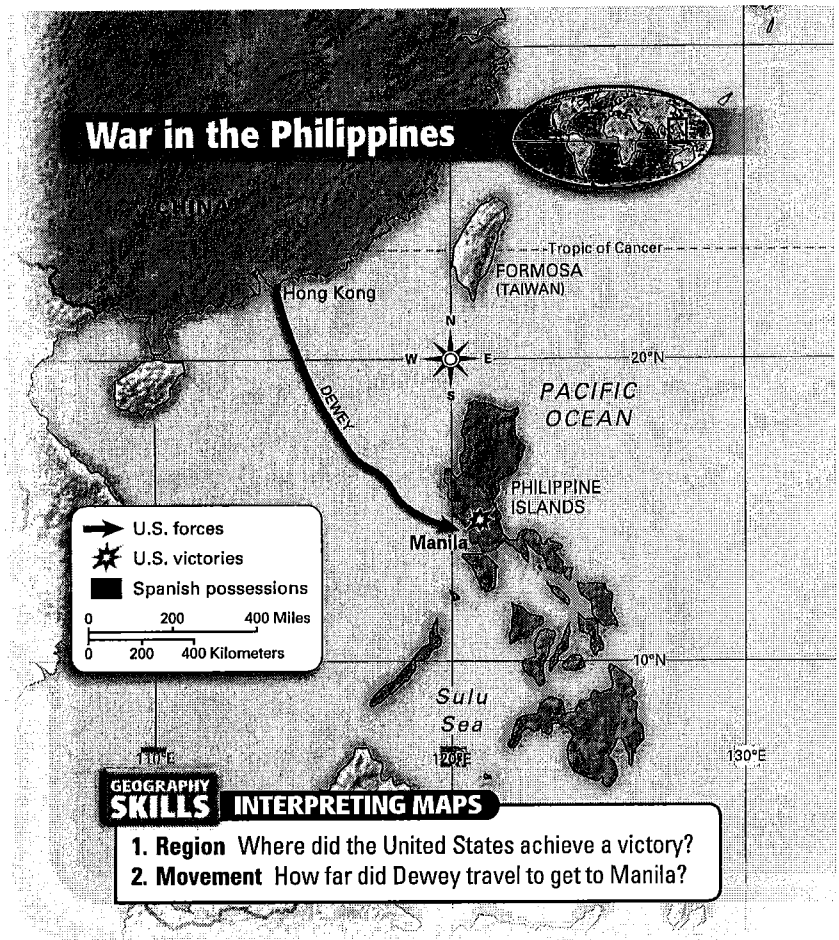 War in the Philippines
CHINA
Tropic of Cancer
FORMOSA
(TAIWAN)
Hong Kong
N
W
E
S
20°N
DEWEY
PACIFIC
OCEAN
PHILIPPINE
ISLANDS
Manila
U.S. forces
U.S. victories
Spanish possessions
0 200 400 Miles
0 200 400 Kilometers
10°N
Sulu
Sea
110°E
120°E
130°E
GEOGRAPHY
SKILLS
INTERPRETING MAPS
1. Region Where did the United States achieve a victory?
2. Movement How far did Dewey travel to get to Manila?